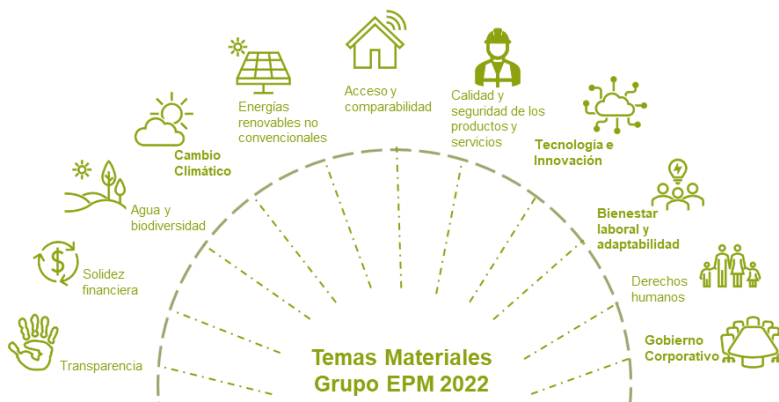 Transparencia
Solidez
financiera
Agua y
biodiversidad
Cambio
Climático
Energías
renovables no
convencionales
Acceso y
comparabilidad
Calidad y
seguridad de los
productos y
servicios
Tecnología e
Innovación
Bienestar
laboral y
adaptabilidad
Derechos
humanos
Gobierno
Corporativo
Temas Materiales
Grupo EPM 2022